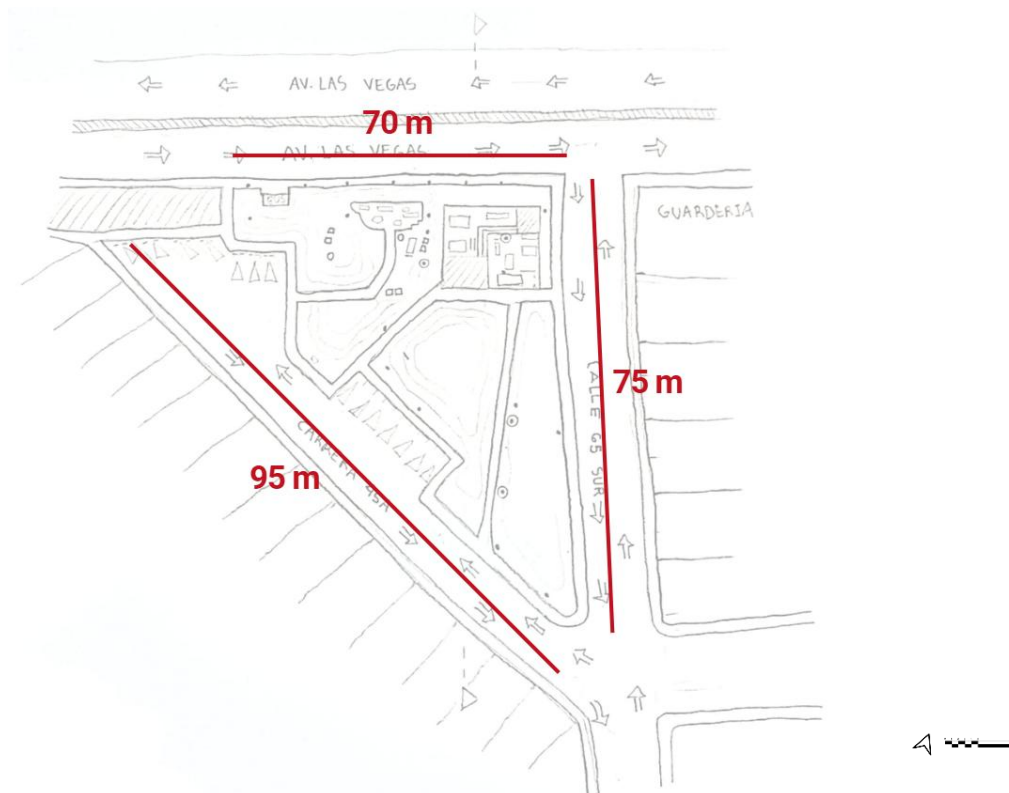 AV. LAS VEGAS
70 m
AV. LAS VEGAS
GUARDERIA
75 m
CALLE 65 SUR
CARRERA 45A
95 m